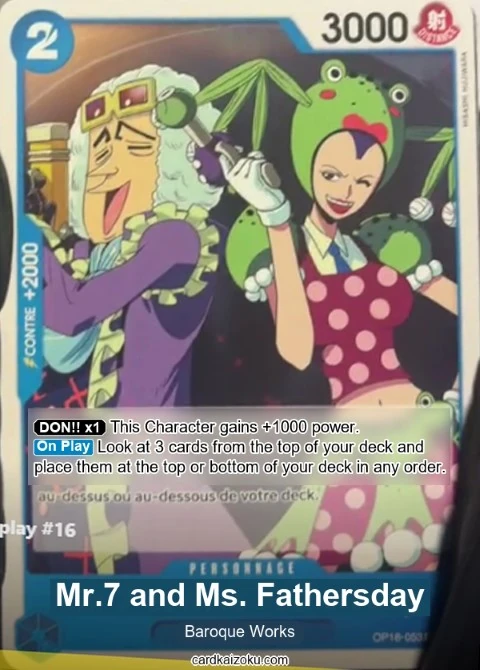 2
3000
射
DISTANCE
HISASHI FUJIWARA
CONTRE +2000
DON!! x1 This Character gains +1000 power.
On Play Look at 3 cards from the top of your deck and
place them at the top or bottom of your deck in any order.
au-dessus ou au-dessous de votre deck.
play #16
PERSONNAGE
Mr.7 and Ms. Fathersday
Baroque Works
cardkaizoku.com